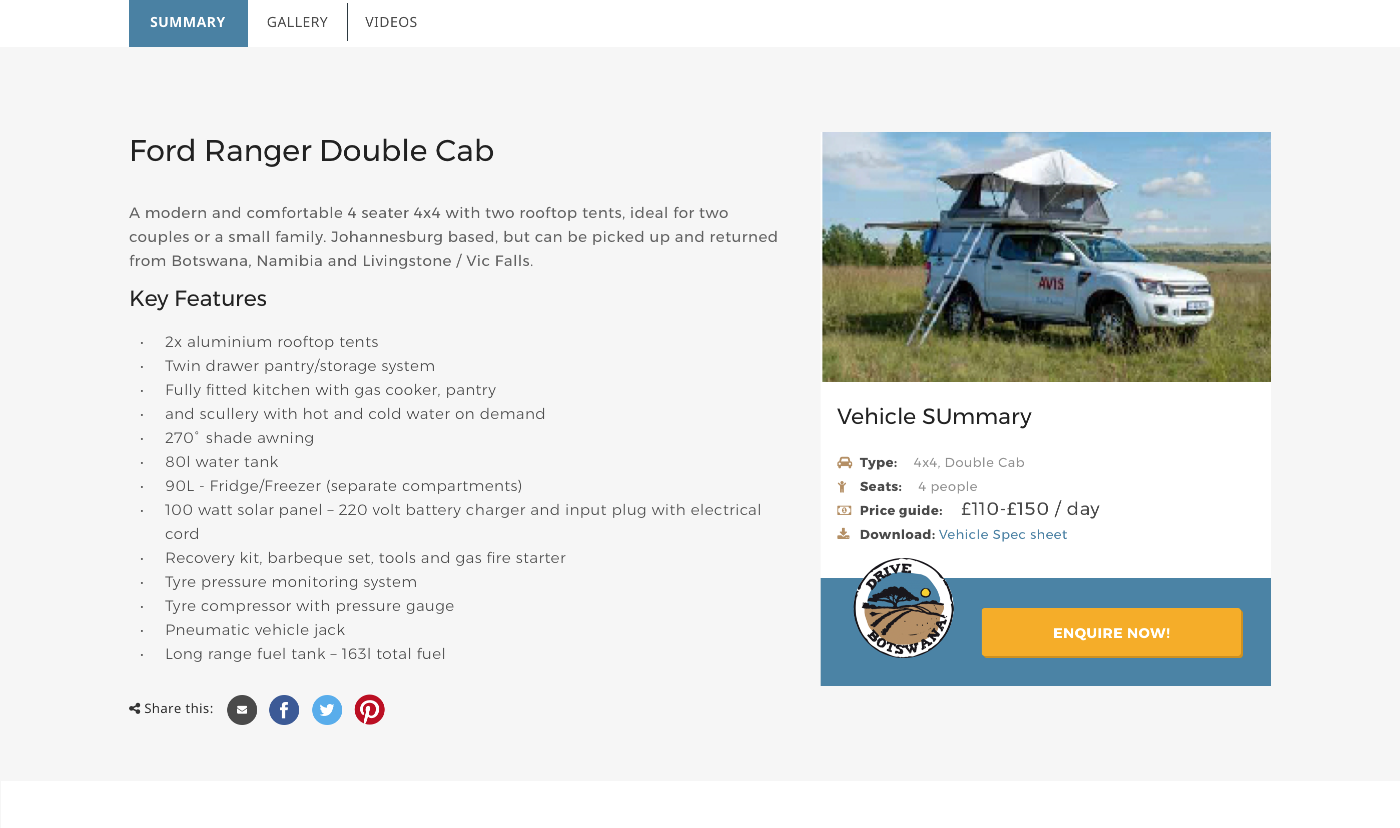 SUMMARY
GALLERY
VIDEOS
Ford Ranger Double Cab
A modern and comfortable 4 seater 4x4 with two rooftop tents, ideal for two
couples or a small family. Johannesburg based, but can be picked up and returned
from Botswana, Namibia and Livingstone / Vic Falls.
Key Features
• 2x aluminium rooftop tents
• Twin drawer pantry/storage system
• Fully fitted kitchen with gas cooker, pantry
• and scullery with hot and cold water on demand
• 270° shade awning
• 80l water tank
• 90L - Fridge/Freezer (separate compartments)
• 100 watt solar panel – 220 volt battery charger and input plug with electrical
cord
• Recovery kit, barbeque set, tools and gas fire starter
• Tyre pressure monitoring system
• Tyre compressor with pressure gauge
• Pneumatic vehicle jack
• Long range fuel tank – 163l total fuel
Share this:
AVIS
Vehicle SUmmary
Type: 4x4, Double Cab
Seats: 4 people
Price guide: £110-£150 / day
Download: Vehicle Spec sheet
DRIVE
BOTSWANA
ENQUIRE NOW!